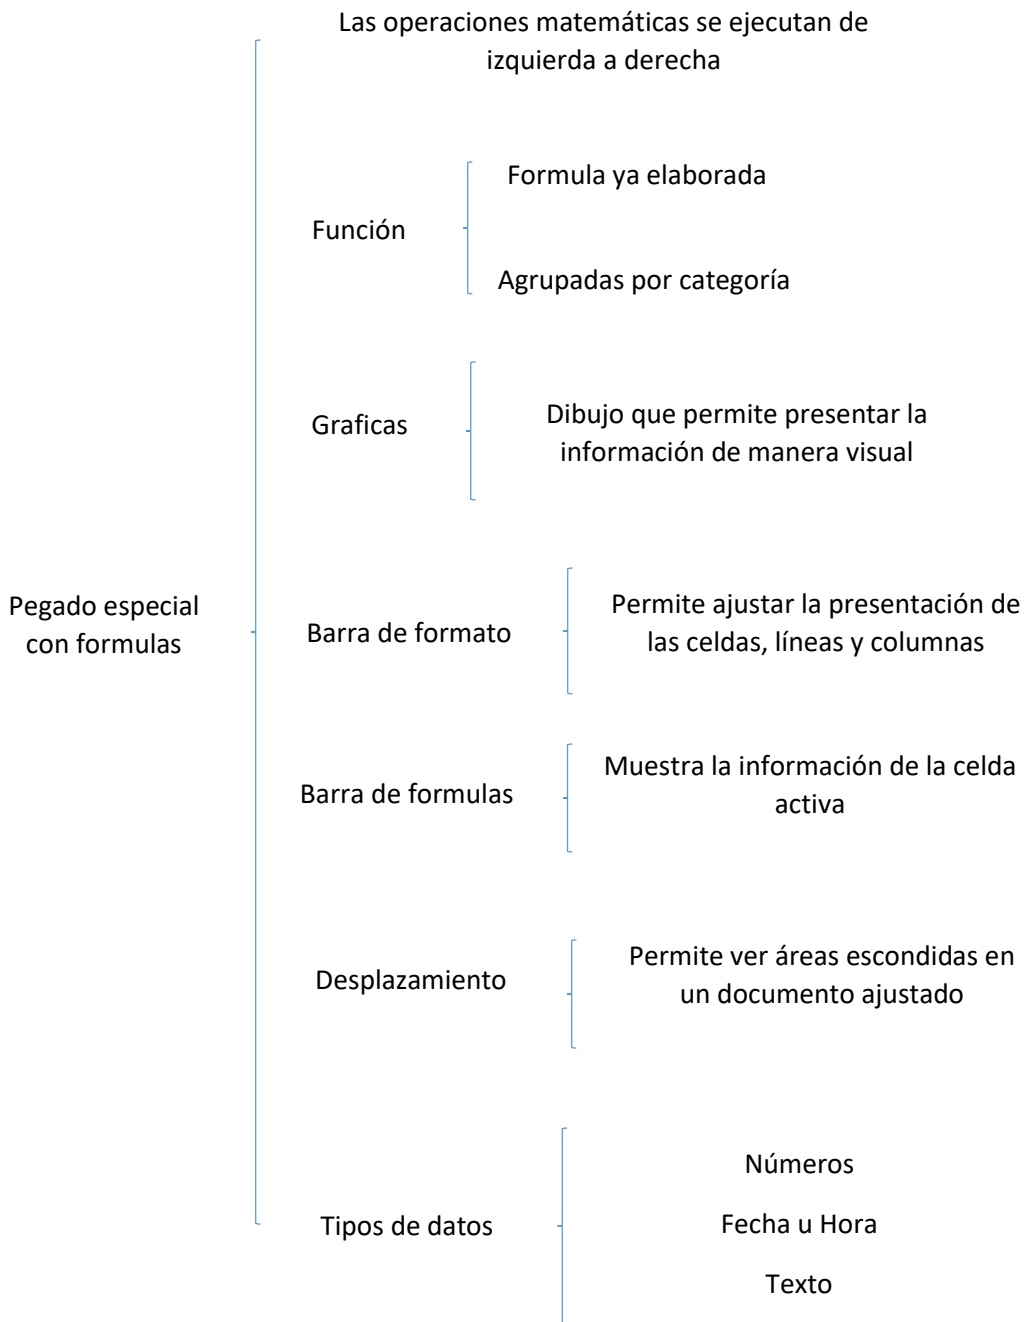 Las operaciones matemáticas se ejecutan de
izquierda a derecha
Formula ya elaborada
Función
Agrupadas por categoría
Graficas
Dibujo que permite presentar la
información de manera visual
Pegado especial
con formulas
Barra de formato
Permite ajustar la presentación de
las celdas, líneas y columnas
Barra de formulas
Muestra la información de la celda
activa
Desplazamiento
Permite ver áreas escondidas en
un documento ajustado
Tipos de datos
Números
Fecha u Hora
Texto